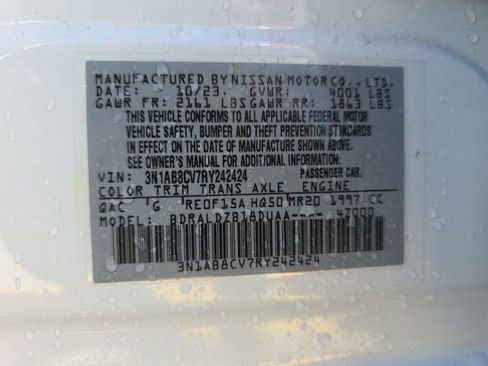 MANUFACTURED BY NISSAN MOTOR CO., LTD.
DATE: 10/23 GVWR: 4001 LBS
GAWR FR: 2161 LBS GAWR RR: 1863 LBS
THIS VEHICLE CONFORMS TO ALL APPLICABLE FEDERAL MOTOR
VEHICLE SAFETY, BUMPER AND THEFT PREVENTION STANDARDS
IN EFFECT ON THE DATE OF MANUFACTURE SHOWN ABOVE.
SEE OWNER'S MANUAL FOR ADDITIONAL INFORMATION.
VIN: 3N1AB8CV7RY242424 PASSENGER CAR
COLOR TRIM TRANS AXLE ENGINE
QAC G RE0F15A HQ50 MR20 1997 CC
BDRALDZB18DUAA---- 47000
3N1AB8CV7RY242424